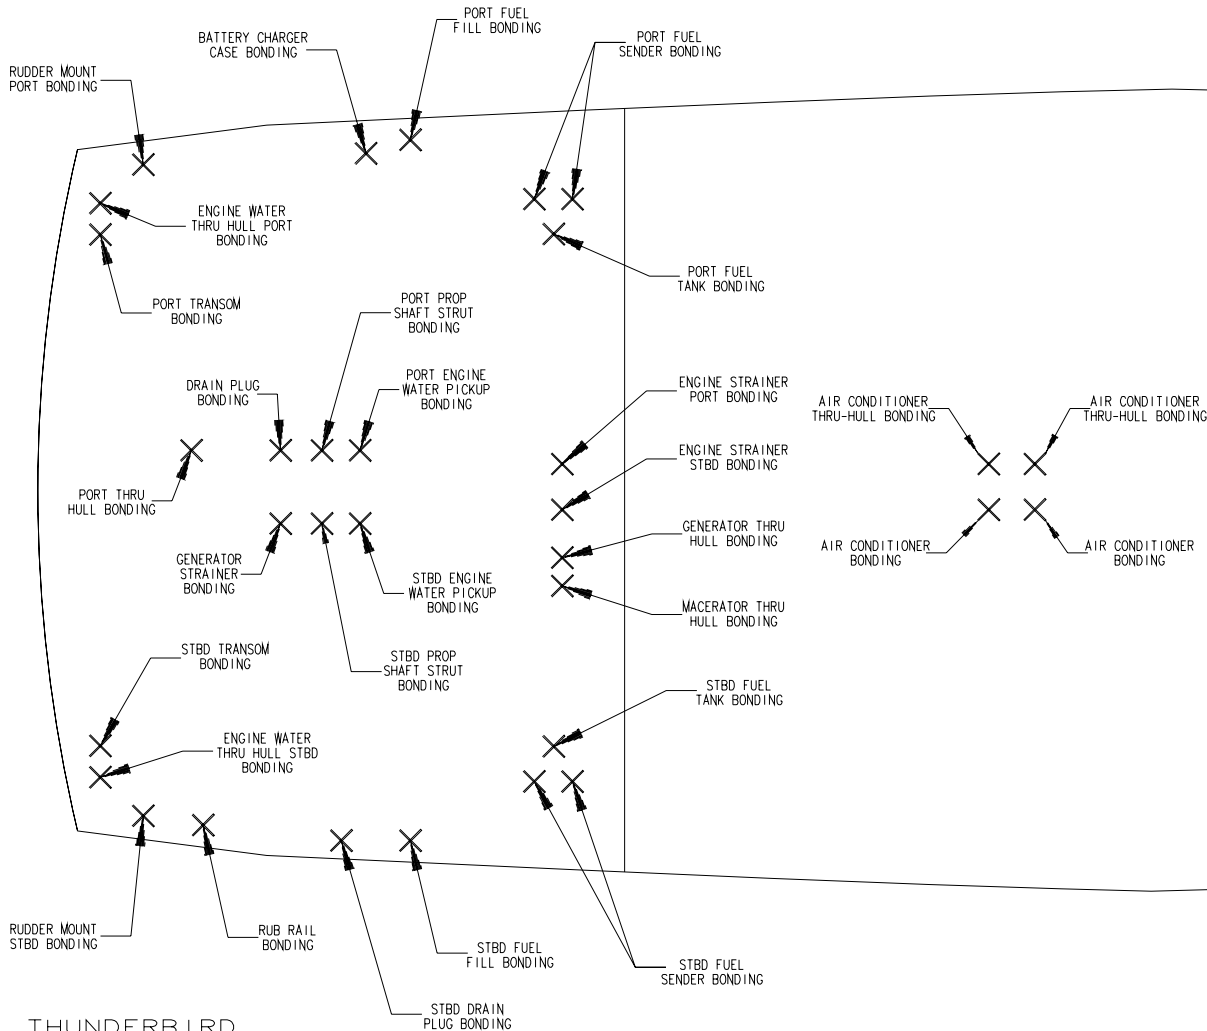 PORT FUEL
FILL BONDING
BATTERY CHARGER
CASE BONDING
PORT FUEL
SENDER BONDING
RUDDER MOUNT
PORT BONDING
ENGINE WATER
THRU HULL PORT
BONDING
PORT FUEL
TANK BONDING
PORT TRANSOM
BONDING
PORT PROP
SHAFT STRUT
BONDING
DRAIN PLUG
BONDING
PORT ENGINE
WATER PICKUP
BONDING
ENGINE STRAINER
PORT BONDING
AIR CONDITIONER
THRU-HULL BONDING
AIR CONDITIONER
THRU-HULL BONDING
ENGINE STRAINER
STBD BONDING
PORT THRU
HULL BONDING
GENERATOR THRU
HULL BONDING
AIR CONDITIONER
BONDING
AIR CONDITIONER
BONDING
GENERATOR
STRAINER
BONDING
STBD ENGINE
WATER PICKUP
BONDING
MACERATOR THRU
HULL BONDING
STBD TRANSOM
BONDING
STBD PROP
SHAFT STRUT
BONDING
STBD FUEL
TANK BONDING
ENGINE WATER
THRU HULL STBD
BONDING
RUDDER MOUNT
STBD BONDING
RUB RAIL
BONDING
STBD FUEL
FILL BONDING
STBD FUEL
SENDER BONDING
STBD DRAIN
PLUG BONDING
THUNDERBIRD